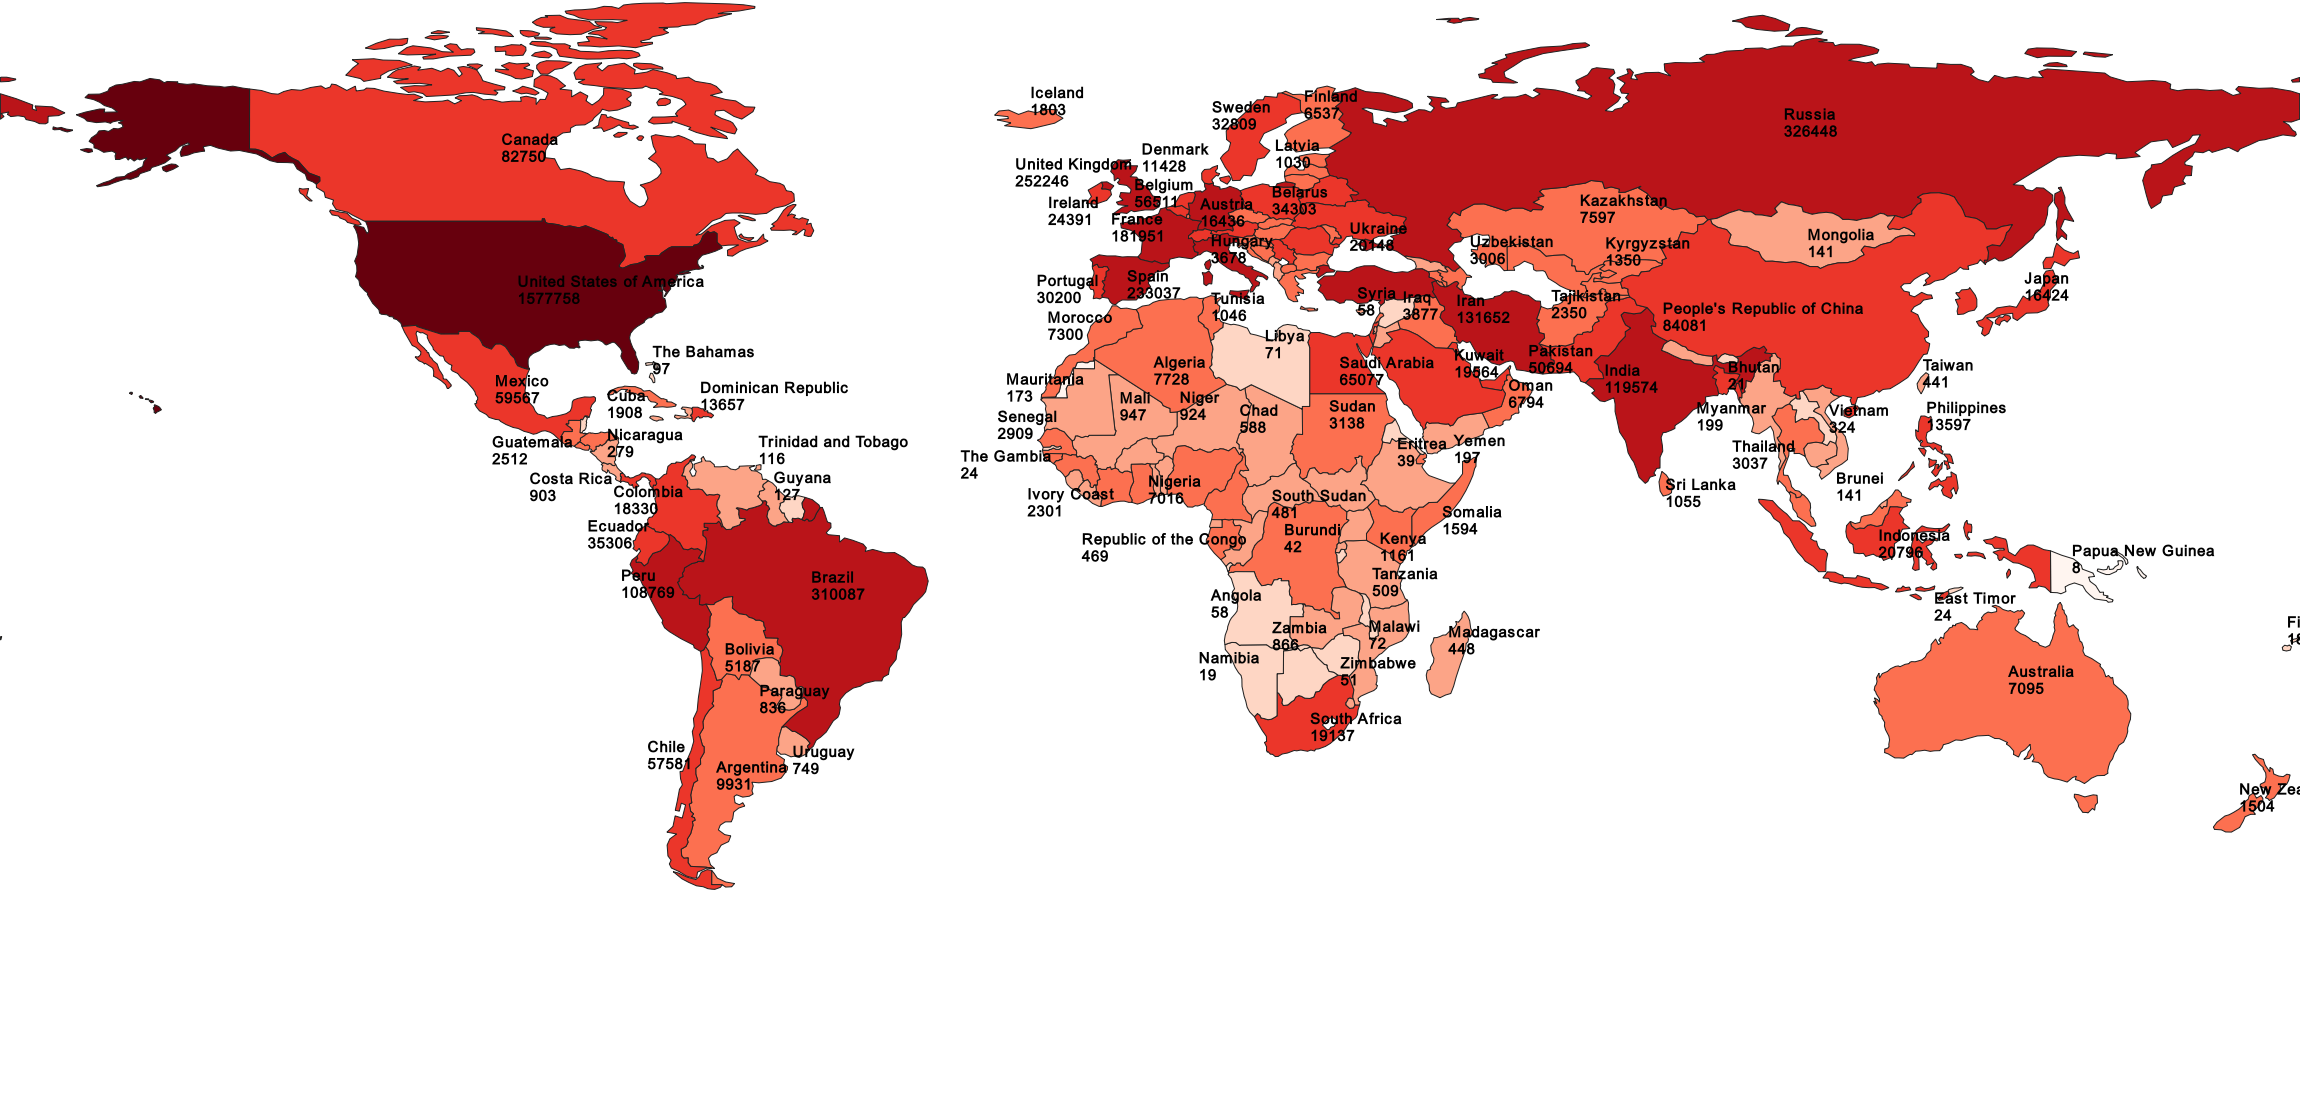 Iceland
1803
Sweden
32809
Finland
6537
Russia
326448
Canada
82750
Denmark
11428
Latvia
1030
United Kingdom
252246
Belgium
56511
Belarus
34303
Ireland
24391
Austria
16436
France
181951
Ukraine
20148
Hungary
3678
Kazakhstan
7597
Mongolia
141
Uzbekistan
3006
Kyrgyzstan
1350
United States of America
1577758
Portugal
30200
Spain
233037
Tunisia
1046
Syria
58
Iraq
3877
Iran
131652
Tajikistan
2350
People's Republic of China
84081
Japan
16424
Morocco
7300
Libya
71
The Bahamas
97
Algeria
7728
Saudi Arabia
65077
Kuwait
19564
Pakistan
50694
India
119574
Bhutan
21
Taiwan
441
Mexico
59567
Cuba
1908
Dominican Republic
13657
Mauritania
173
Mali
947
Niger
924
Chad
588
Sudan
3138
Oman
6794
Myanmar
199
Vietnam
324
Philippines
13597
Guatemala
2512
Nicaragua
279
Trinidad and Tobago
116
Senegal
2909
Eritrea
39
Yemen
197
Thailand
3037
The Gambia
24
Costa Rica
903
Colombia
18330
Guyana
127
Ivory Coast
2301
Nigeria
7016
South Sudan
481
Somalia
1594
Sri Lanka
1055
Brunei
141
Ecuador
35306
Republic of the Congo
469
Burundi
42
Kenya
1161
Indonesia
20796
Papua New Guinea
8
Peru
108769
Brazil
310087
Tanzania
509
Angola
58
East Timor
24
Zambia
866
Malawi
72
Madagascar
448
Fi
18
Bolivia
5187
Namibia
19
Zimbabwe
51
Australia
7095
Paraguay
836
South Africa
19137
Chile
57581
Uruguay
749
Argentina
9931
New Zea
1504